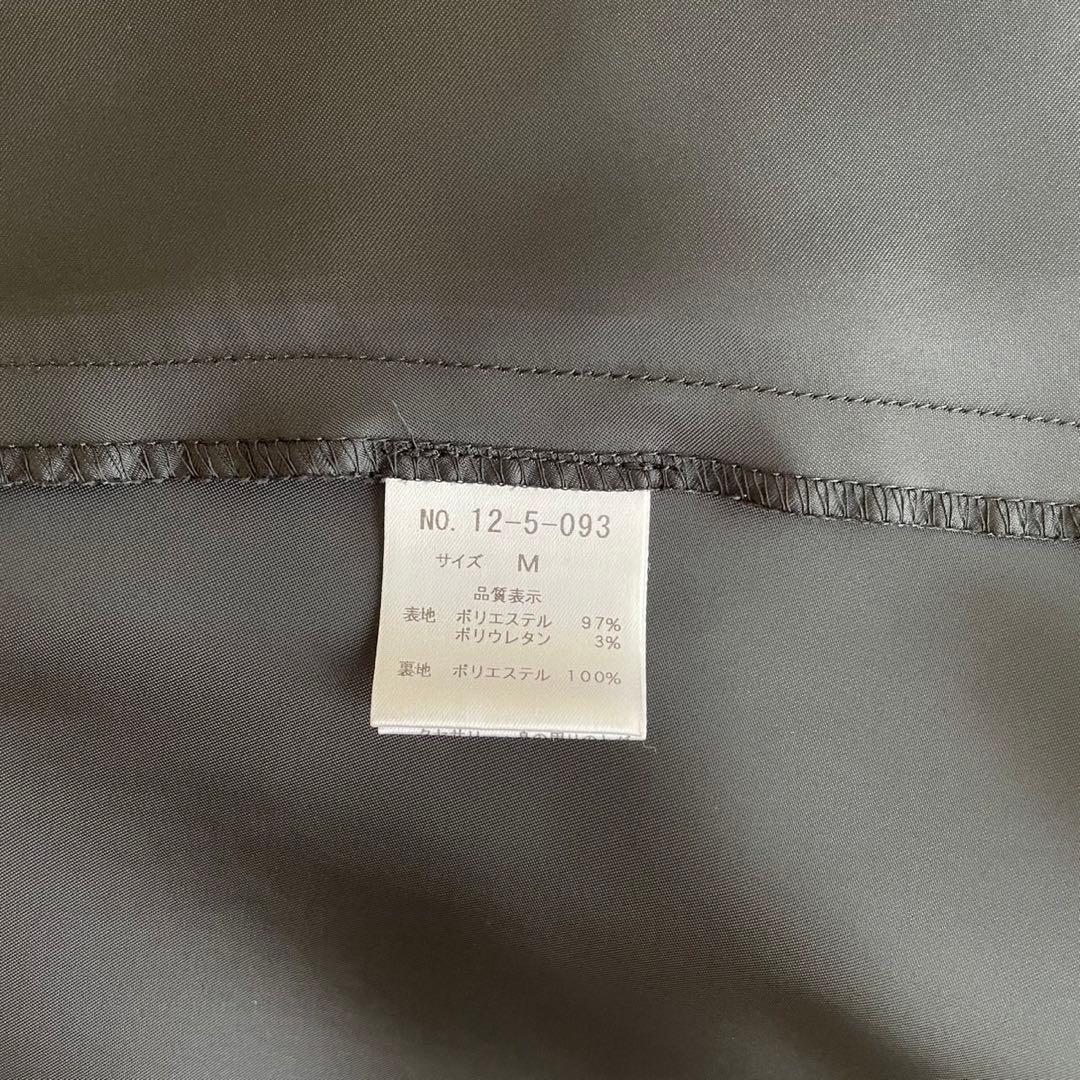 NO. 12-5-093
サイズ M
品質表示
表地 ポリエステル 97%
ポリウレタン 3%
裏地 ポリエステル 100%